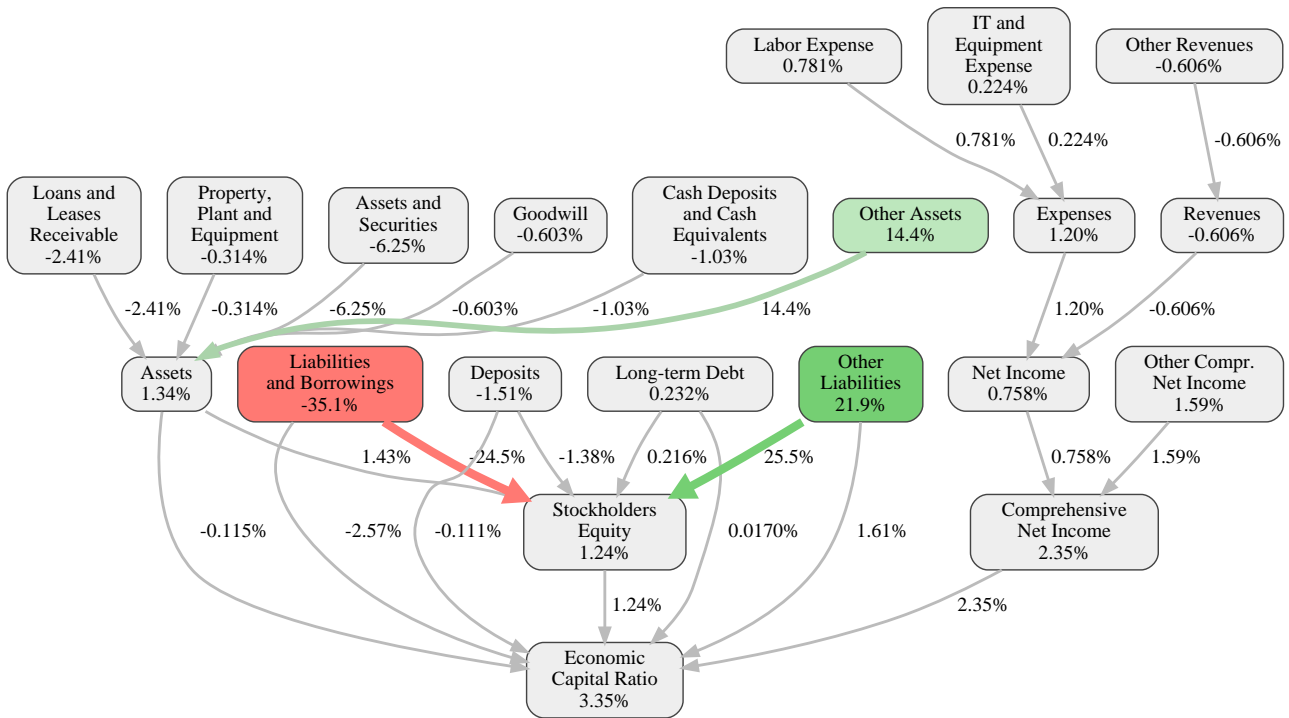 IT and
Equipment
Expense
0.224%
Labor Expense
0.781%
Other Revenues
-0.606%
0.781%
0.224%
-0.606%
Loans and
Leases
Receivable
-2.41%
Property,
Plant and
Equipment
-0.314%
Assets and
Securities
-6.25%
Goodwill
-0.603%
Cash Deposits
and Cash
Equivalents
-1.03%
Other Assets
14.4%
Expenses
1.20%
Revenues
-0.606%
-2.41%
-0.314%
-6.25%
-0.603%
-1.03%
14.4%
1.20%
-0.606%
Assets
1.34%
Liabilities
and Borrowings
-35.1%
Deposits
-1.51%
Long-term Debt
0.232%
Other
Liabilities
21.9%
Net Income
0.758%
Other Compr.
Net Income
1.59%
1.43%
-24.5%
-1.38%
0.216%
25.5%
0.758%
1.59%
-0.115%
-2.57%
-0.111%
Stockholders
Equity
1.24%
0.0170%
1.61%
Comprehensive
Net Income
2.35%
1.24%
2.35%
Economic
Capital Ratio
3.35%